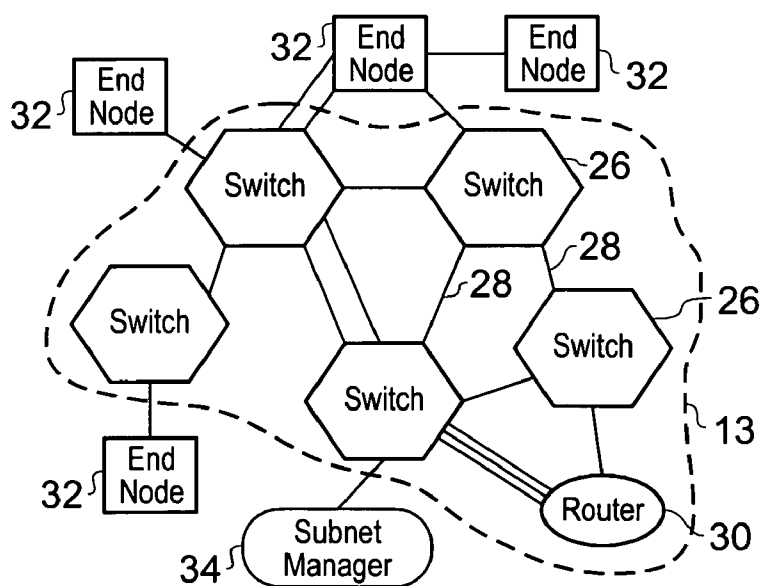 32
End
Node
End
Node
32
End
Node
32
Switch
Switch
26
28
28
26
Switch
Switch
Switch
13
End
Node
32
Router
30
Subnet
Manager
34